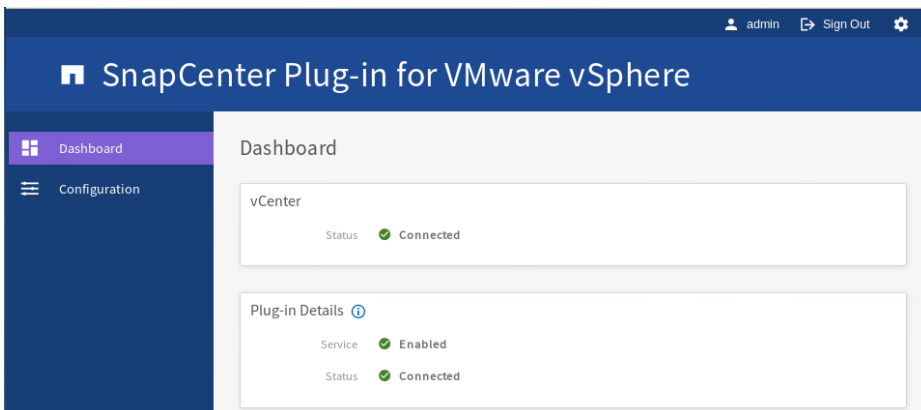 admin Sign Out
SnapCenter Plug-in for VMware vSphere
Dashboard
Configuration
Dashboard
vCenter
Status Connected
Plug-in Details
Service Enabled
Status Connected